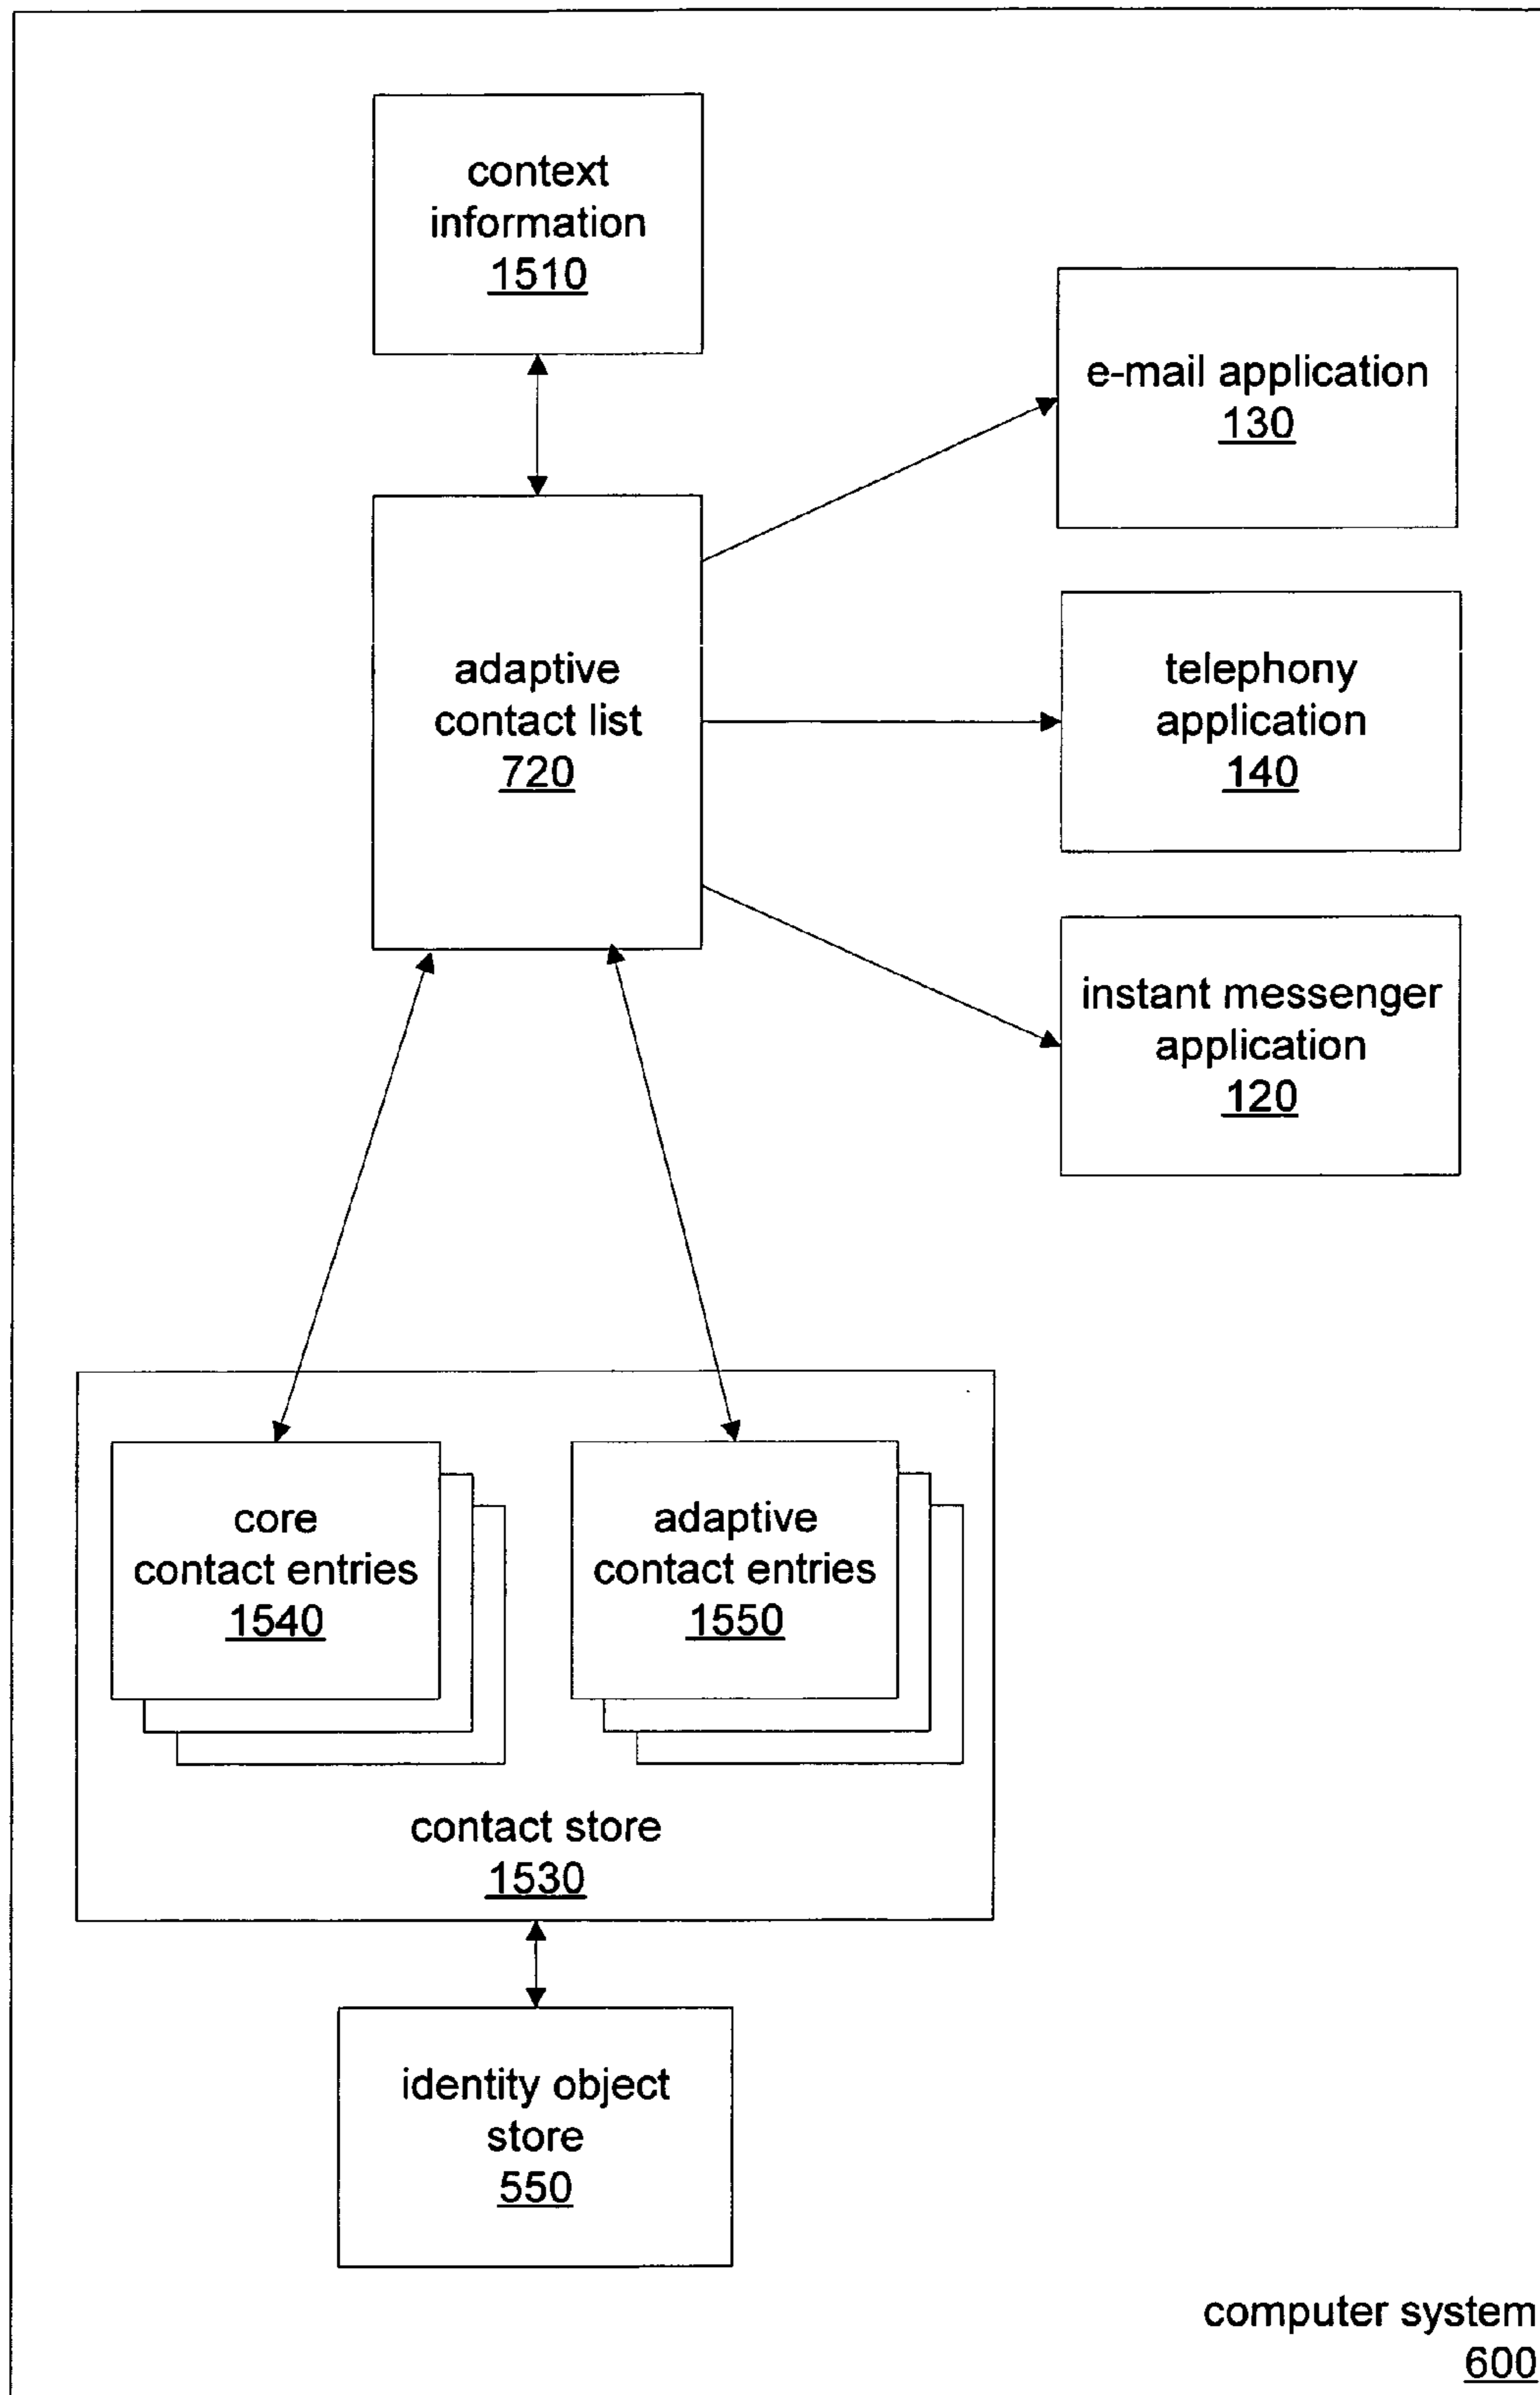 context
information
1510
e-mail application
130
adaptive
contact list
720
telephony
application
140
instant messenger
application
120
core
contact entries
1540
adaptive
contact entries
1550
contact store
1530
identity object
store
550
computer system
600